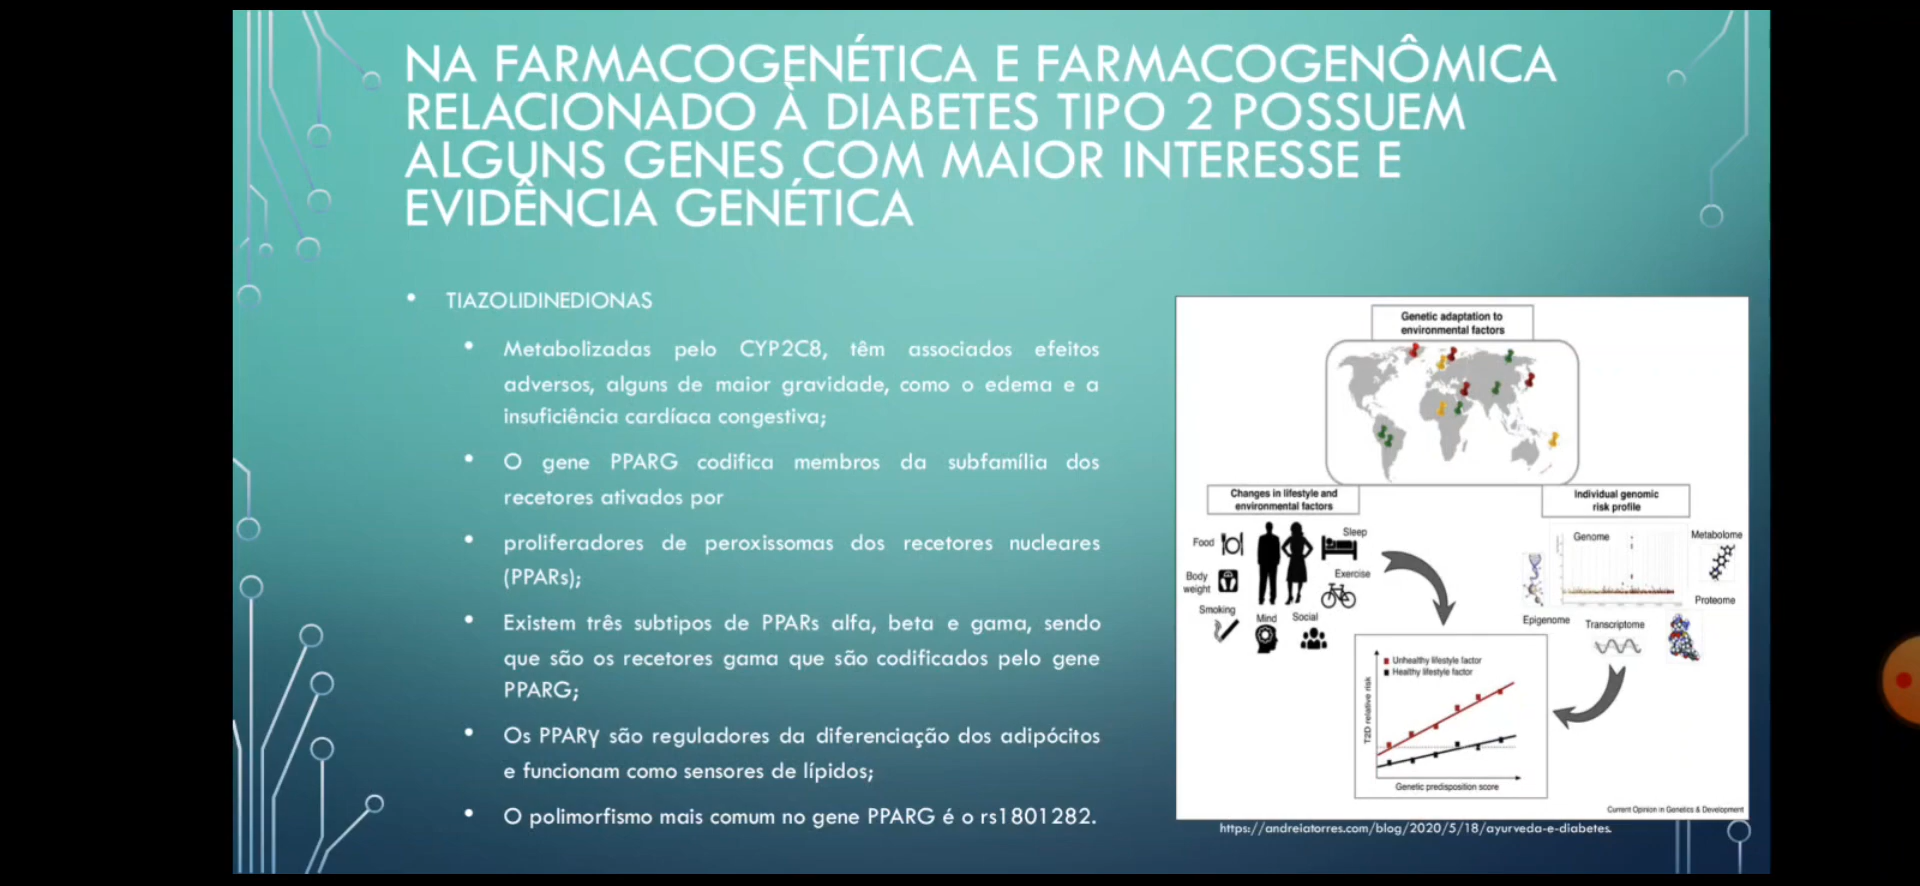 NA FARMACOGENÉTICA E FARMACOGENÔMICA
RELACIONADO À DIABETES TIPO 2 POSSUEM
ALGUNS GENES COM MAIOR INTERESSE E
EVIDÊNCIA GENÉTICA
• TIAZOLIDINEDIONAS
• Metabolizadas pelo CYP2C8, têm associados efeitos
adversos, alguns de maior gravidade, como o edema e a
insuficiência cardíaca congestiva;
• O gene PPARG codifica membros da subfamília dos
recetores ativados por
• proliferadores de peroxissomas dos recetores nucleares
(PPARs);
• Existem três subtipos de PPARs alfa, beta e gama, sendo
que são os recetores gama que são codificados pelo gene
PPARG;
• Os PPARγ são reguladores da diferenciação dos adipócitos
e funcionam como sensores de lípidos;
• O polimorfismo mais comum no gene PPARG é o rs1801282.
Genetic adaptation to
environmental factors
Changes in lifestyle and
environmental factors
Food
Sleep
Body
weight
Exercise
Smoking
Mind
Social
Individual genomic
risk profile
Genome
Metabolome
Proteome
Epigenome
Transcriptome
Unhealthy lifestyle factor
Healthy lifestyle factor
T2D relative risk
Genetic predisposition score
Current Opinion in Genetics & Development
https://andreiatorres.com/blog/2020/5/18/ayurveda-e-diabetes.